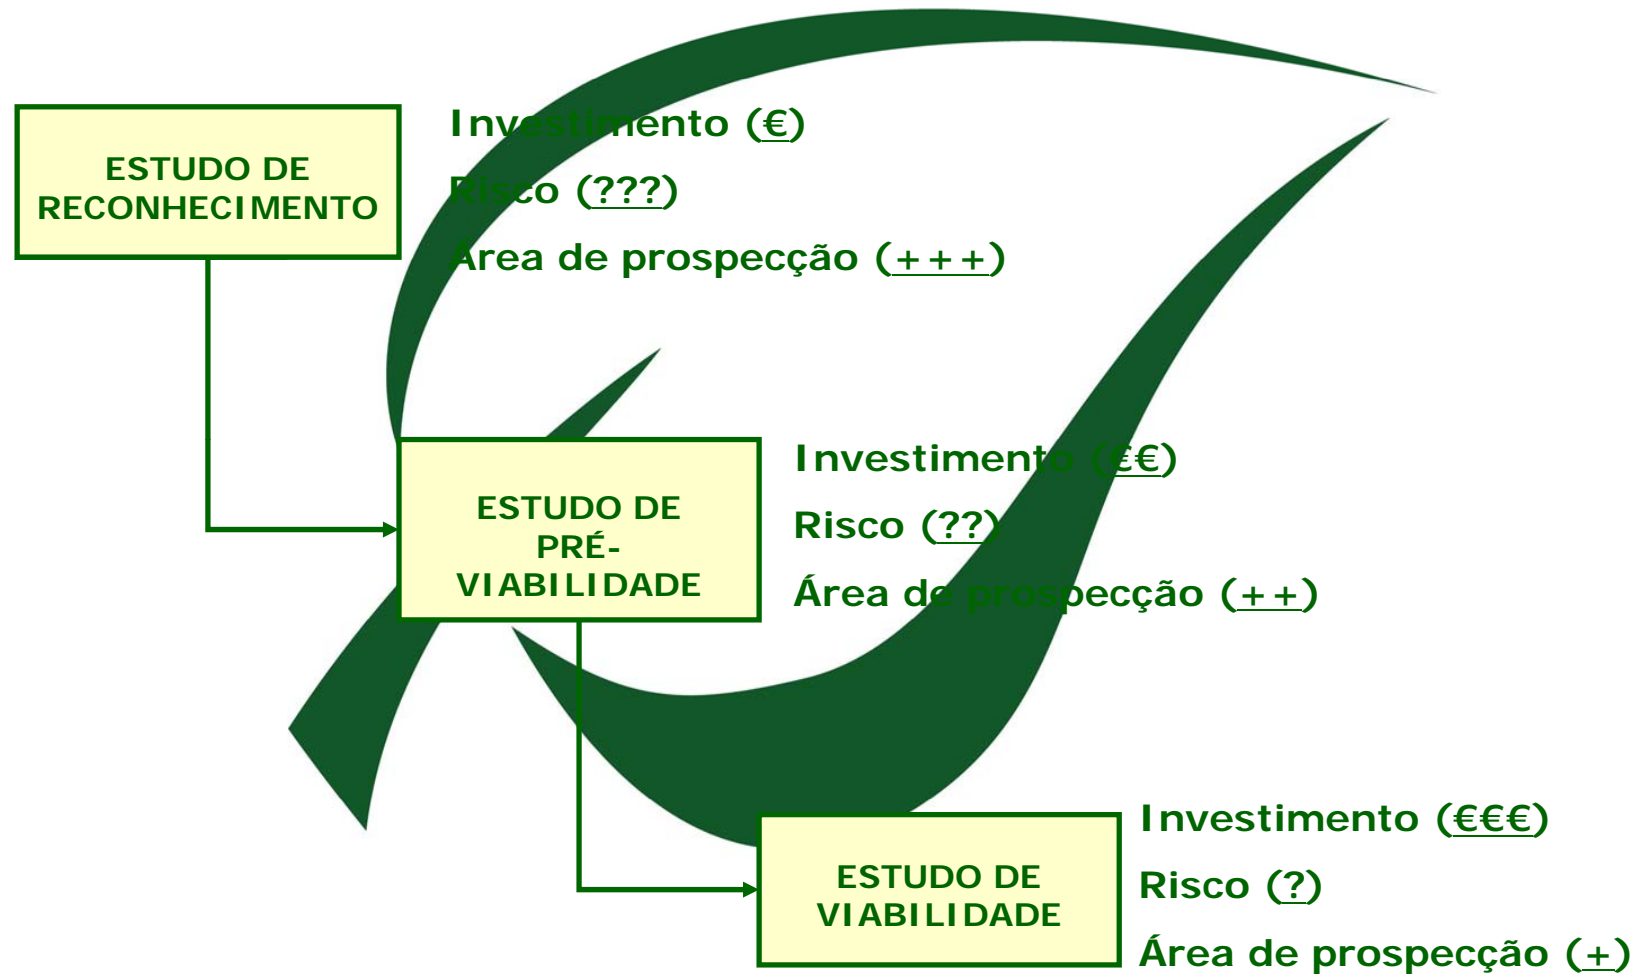 ESTUDO DE
RECONHECIMENTO
Investimento (€)
Risco (???)
Área de prospecção (+++)
ESTUDO DE
PRÉ-
VIABILIDADE
Investimento (€€)
Risco (??)
Área de prospecção (++)
ESTUDO DE
VIABILIDADE
Investimento (€€€)
Risco (?)
Área de prospecção (+)